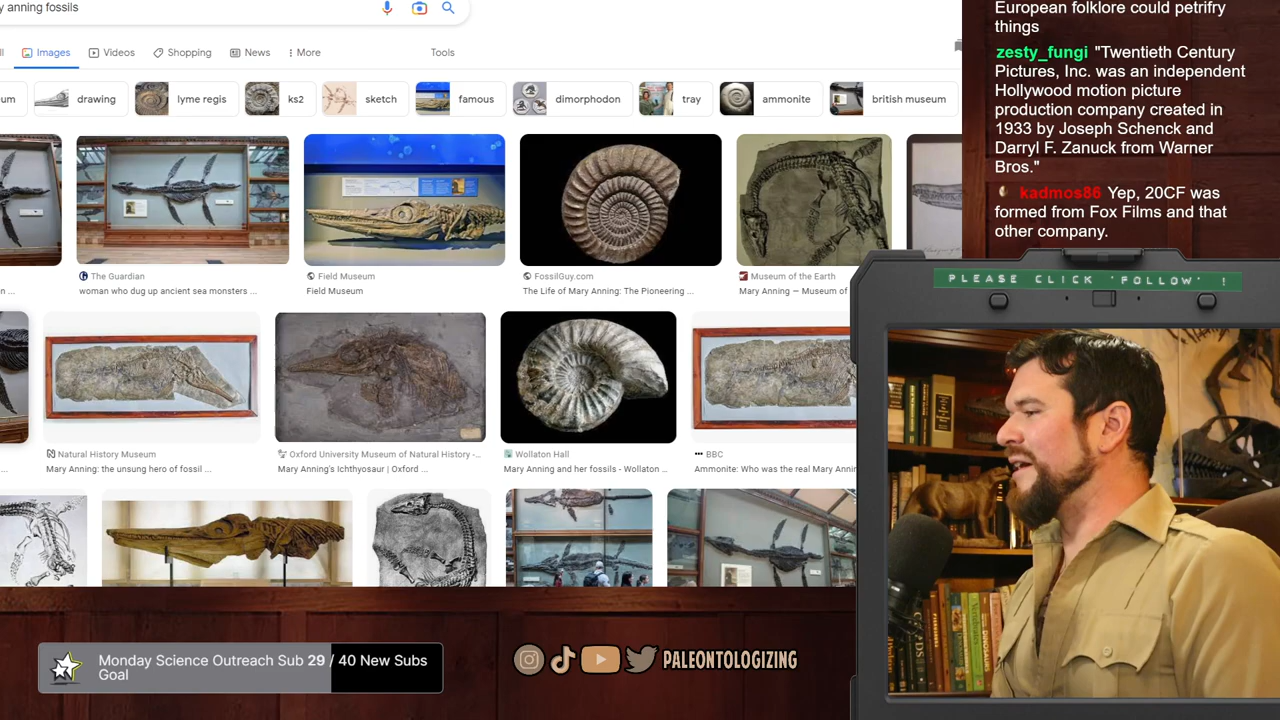 y anning fossils
Images
Videos
Shopping
News
More
Tools
um
drawing
lyme regis
ks2
sketch
famous
dimorphodon
tray
ammonite
british museum
The Guardian
woman who dug up ancient sea monsters ...
Field Museum
Field Museum
FossilGuy.com
The Life of Mary Anning: The Pioneering ...
Museum of the Earth
Mary Anning — Museum of
Natural History Museum
Mary Anning: the unsung hero of fossil ...
Oxford University Museum of Natural History -...
Mary Anning's Ichthyosaur | Oxford ...
Wollaton Hall
Mary Anning and her fossils - Wollaton ...
BBC
Ammonite: Who was the real Mary Annin
European folklore could petrifry
things
zesty_fungi "Twentieth Century
Pictures, Inc. was an independent
Hollywood motion picture
production company created in
1933 by Joseph Schenck and
Darryl F. Zanuck from Warner
Bros."
kadmos86 Yep, 20CF was
formed from Fox Films and that
other company.
PLEASE CLICK 'FOLLOW' !
Monday Science Outreach Sub 29 / 40 New Subs
Goal
PALEONTOLOGIZING